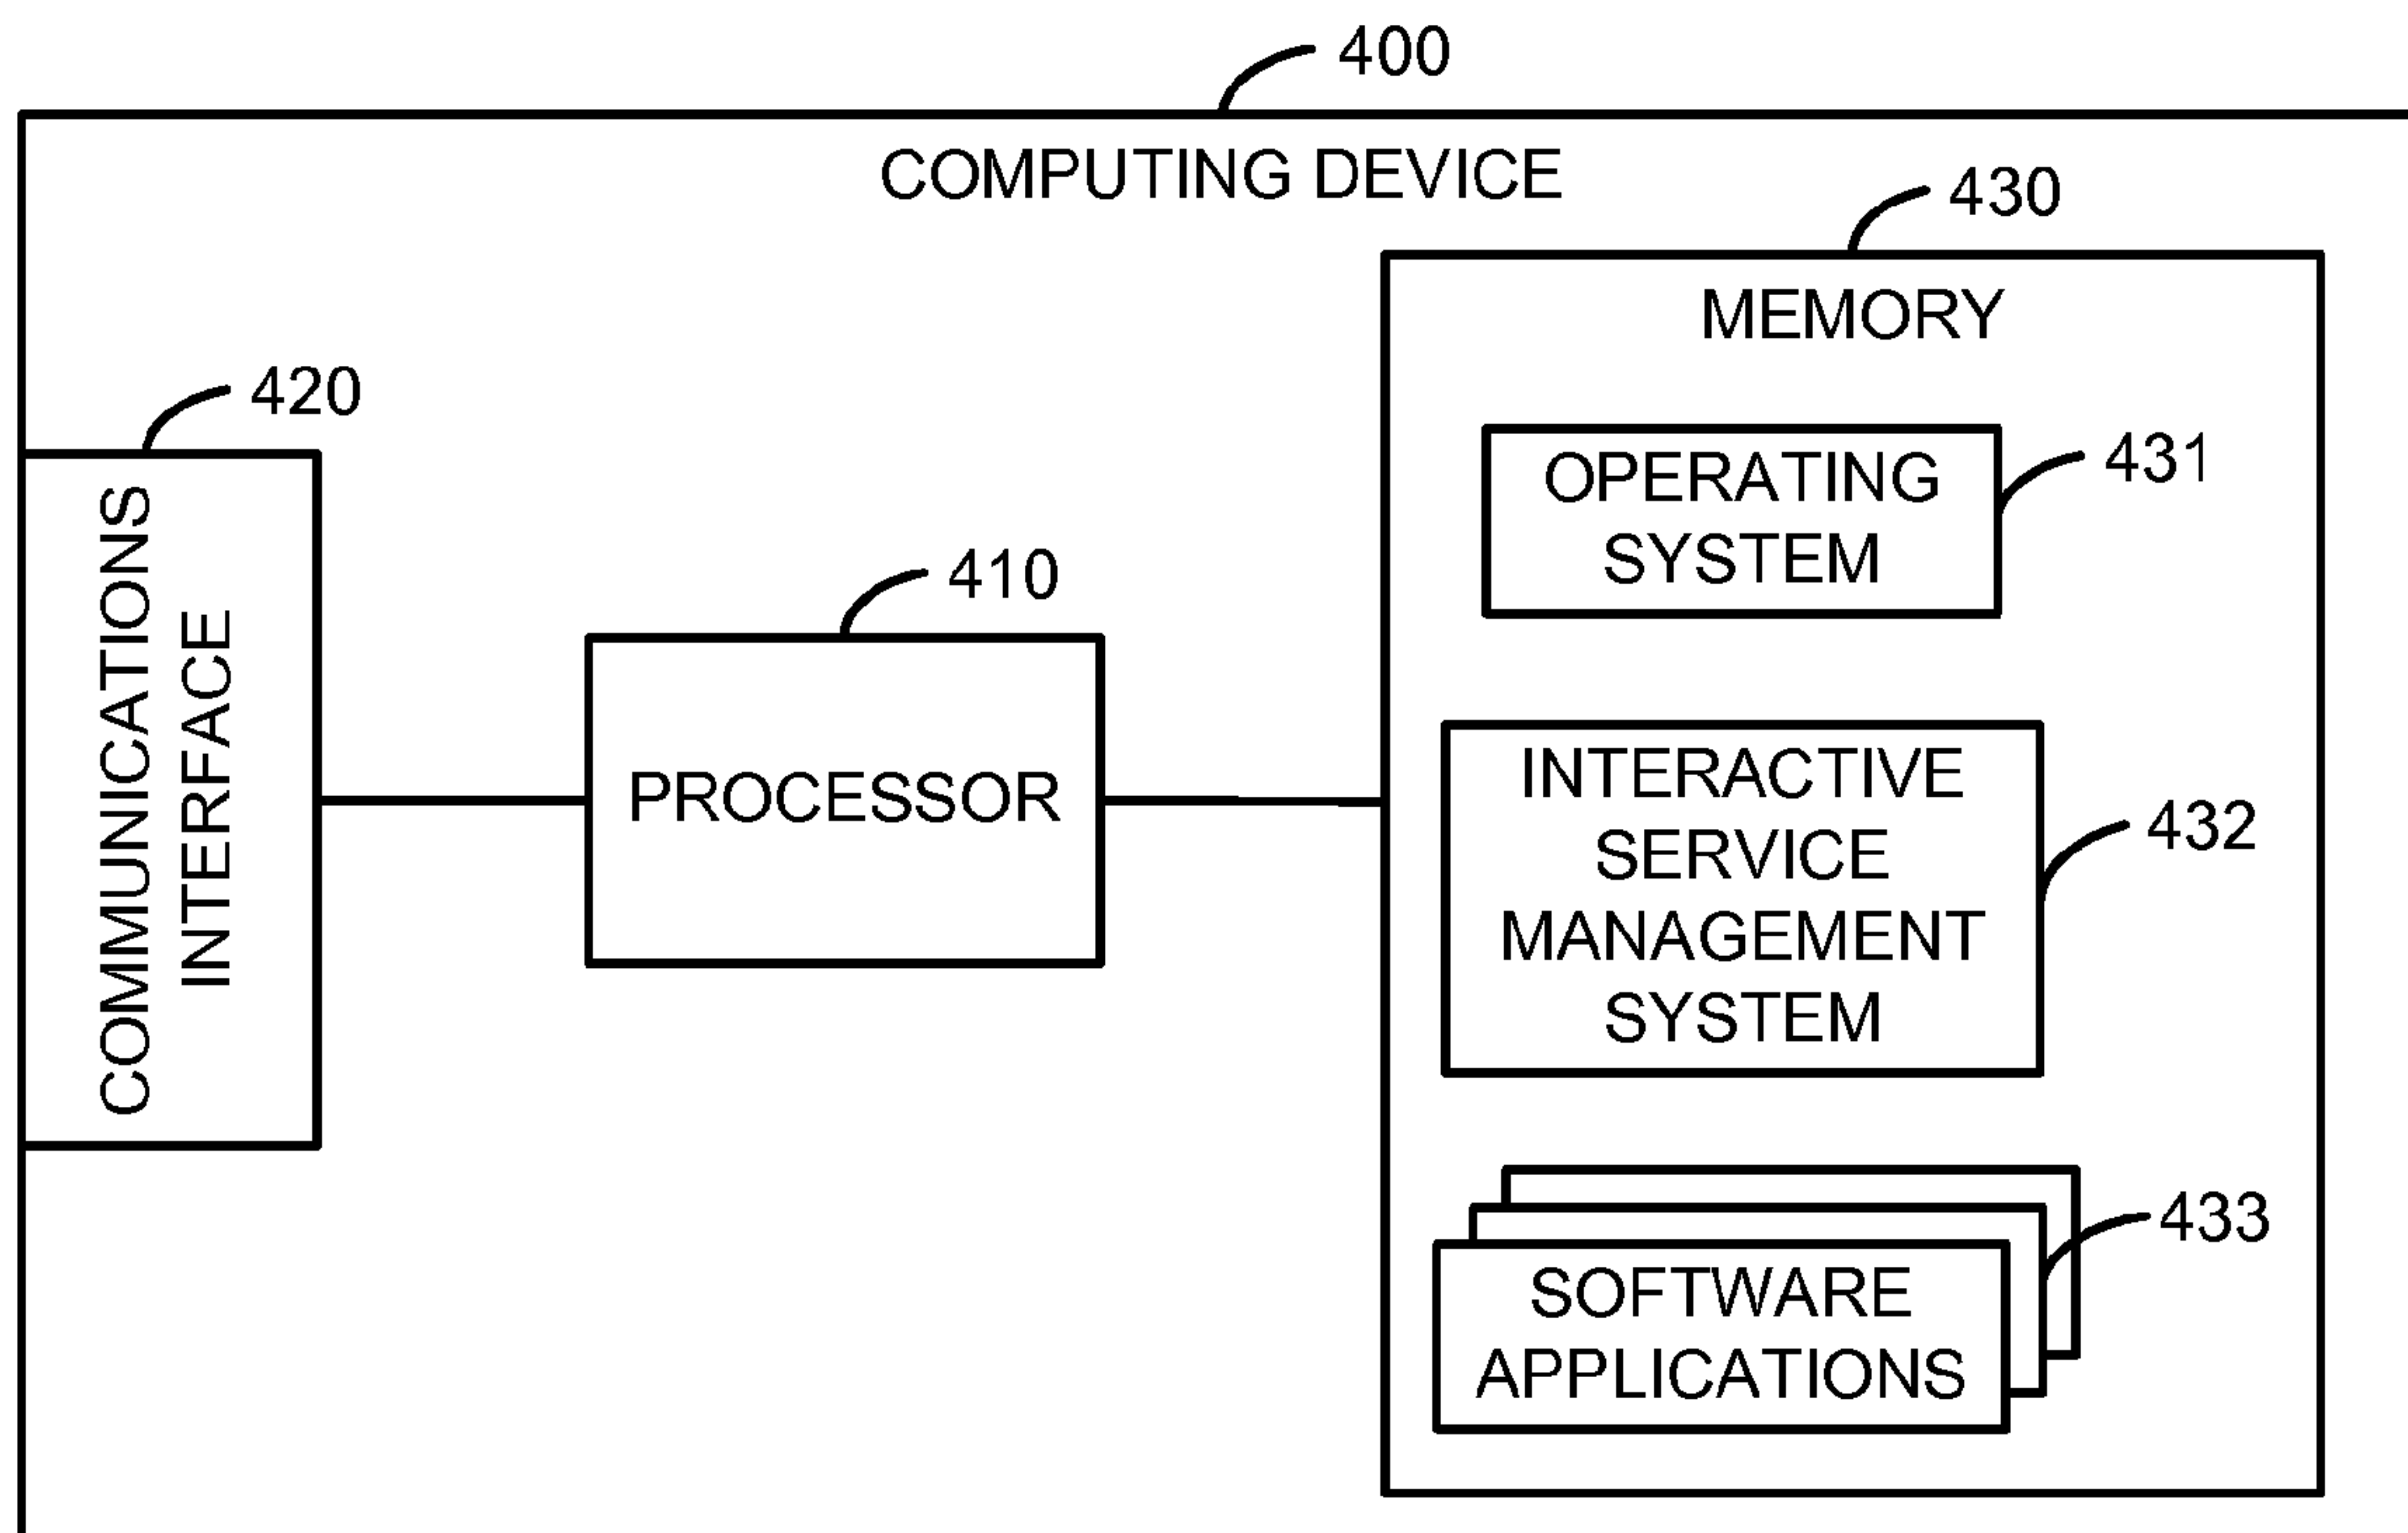 400
COMPUTING DEVICE
430
MEMORY
420
COMMUNICATIONS
INTERFACE
410
PROCESSOR
431
OPERATING
SYSTEM
432
INTERACTIVE
SERVICE
MANAGEMENT
SYSTEM
433
SOFTWARE
APPLICATIONS